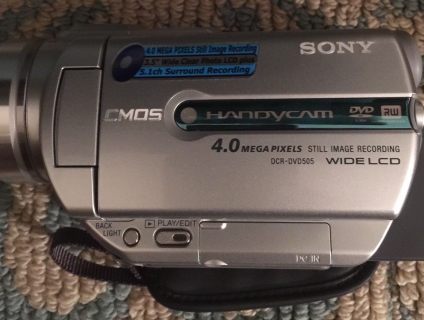 4.0 MEGA PIXELS Still Image Recording
3.5" Wide Clear Photo LCD plus
5.1ch Surround Recording
SONY
CMOS
HANDYCAM
DVD RW
4.0 MEGA PIXELS STILL IMAGE RECORDING
DCR-DVD505 WIDE LCD
BACK LIGHT
PLAY/EDIT
PC IN